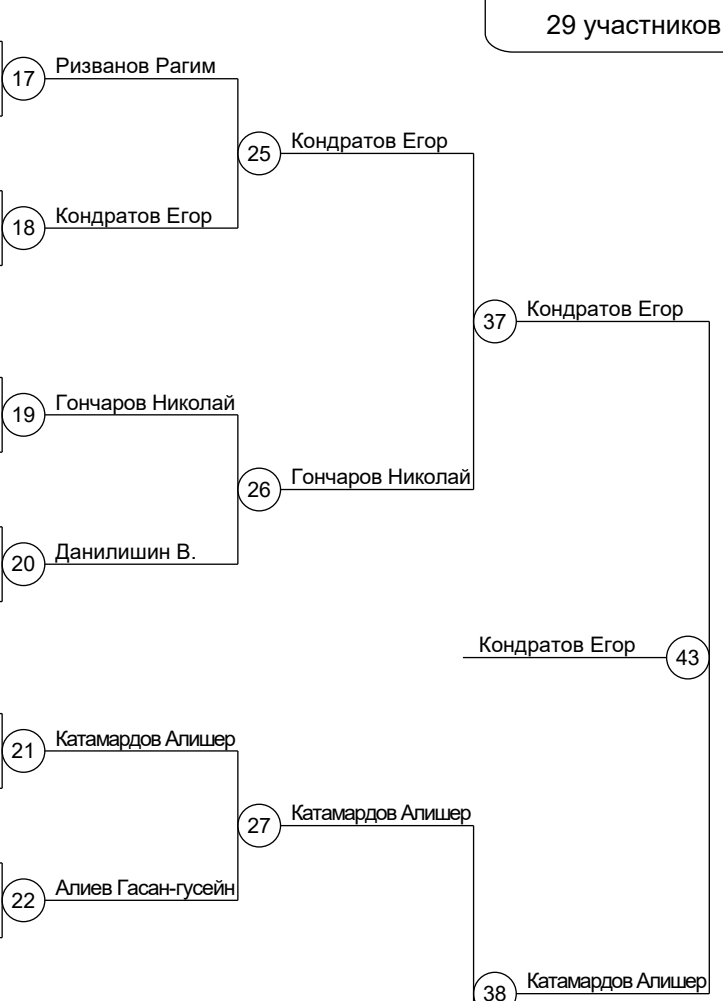 29 участников
17 Ризванов Рагим
25 Кондратов Егор
18 Кондратов Егор
37 Кондратов Егор
19 Гончаров Николай
26 Гончаров Николай
20 Данилишин В.
Кондратов Егор 43
21 Катамардов Алишер
27 Катамардов Алишер
22 Алиев Гасан-гусейн
38 Катамардов Алишер